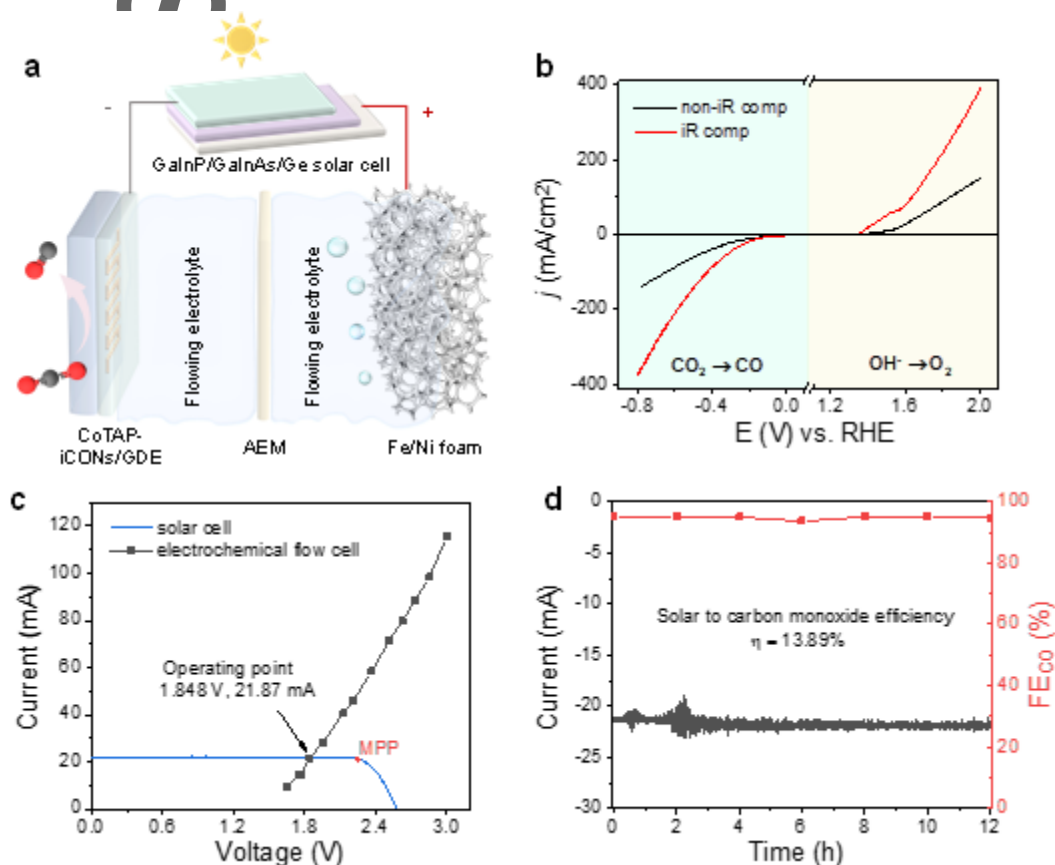 a
-
+
GaInP/GaInAs/Ge solar cell
Flowing electrolyte
Flowing electrolyte
CoTAP-
iCONs/GDE
AEM
Fe/Ni foam
b
non-iR comp
iR comp
400
200
0
-200
-400
j (mA/cm2)
CO₂ → CO
OH⁻ → O₂
-0.8
-0.4
0.0
1.2
1.6
2.0
E (V) vs. RHE
c
solar cell
electrochemical flow cell
120
100
80
60
40
20
0
Current (mA)
Operating point
1.848 V, 21.87 mA
MPP
0.0
0.6
1.2
1.8
2.4
3.0
Voltage (V)
d
0
-5
-10
-15
-20
-25
-30
Current (mA)
Solar to carbon monoxide efficiency
η = 13.89%
100
80
60
40
20
0
FECO (%)
0
2
4
6
8
10
12
Time (h)